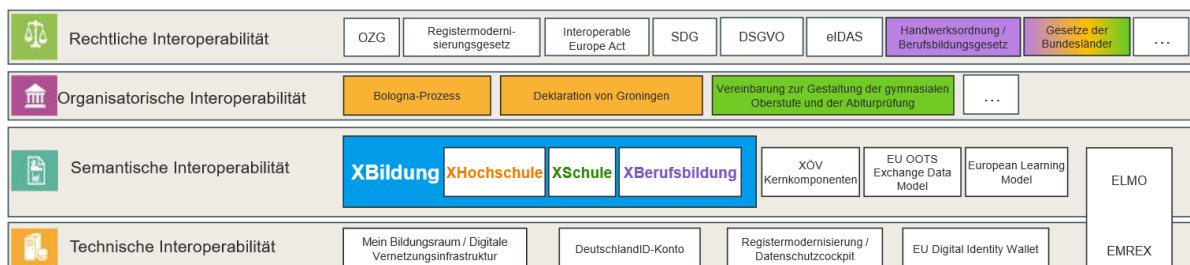 Rechtliche Interoperabilität
OZG
Registermoderni-
sierungsgesetz
Interoperable
Europe Act
SDG
DSGVO
eIDAS
Handwerksordnung /
Berufsbildungsgesetz
Gesetze der
Bundesländer
...
Organisatorische Interoperabilität
Bologna-Prozess
Deklaration von Groningen
Vereinbarung zur Gestaltung der gymnasialen
Oberstufe und der Abiturprüfung
...
Semantische Interoperabilität
XBildung
XHochschule
XSchule
XBerufsbildung
XÖV
Kernkomponenten
EU OOTS
Exchange Data
Model
European Learning
Model
ELMO
Technische Interoperabilität
Mein Bildungsraum / Digitale
Vernetzungsinfrastruktur
DeutschlandID-Konto
Registermodernisierung /
Datenschutzcockpit
EU Digital Identity Wallet
EMREX